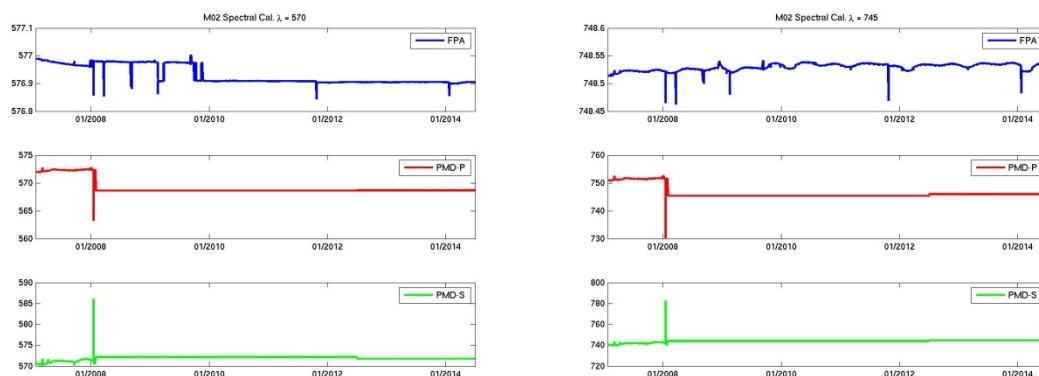 M02 Spectral Cal. λ = 570
577.1
577
576.9
576.8
FPA
01/2008 01/2010 01/2012 01/2014
575
570
565
560
PMD-P
01/2008 01/2010 01/2012 01/2014
590
585
580
575
570
PMD-S
01/2008 01/2010 01/2012 01/2014
M02 Spectral Cal. λ = 745
748.6
748.55
748.5
748.45
FPA
01/2008 01/2010 01/2012 01/2014
760
750
740
730
PMD-P
01/2008 01/2010 01/2012 01/2014
800
780
760
740
720
PMD-S
01/2008 01/2010 01/2012 01/2014